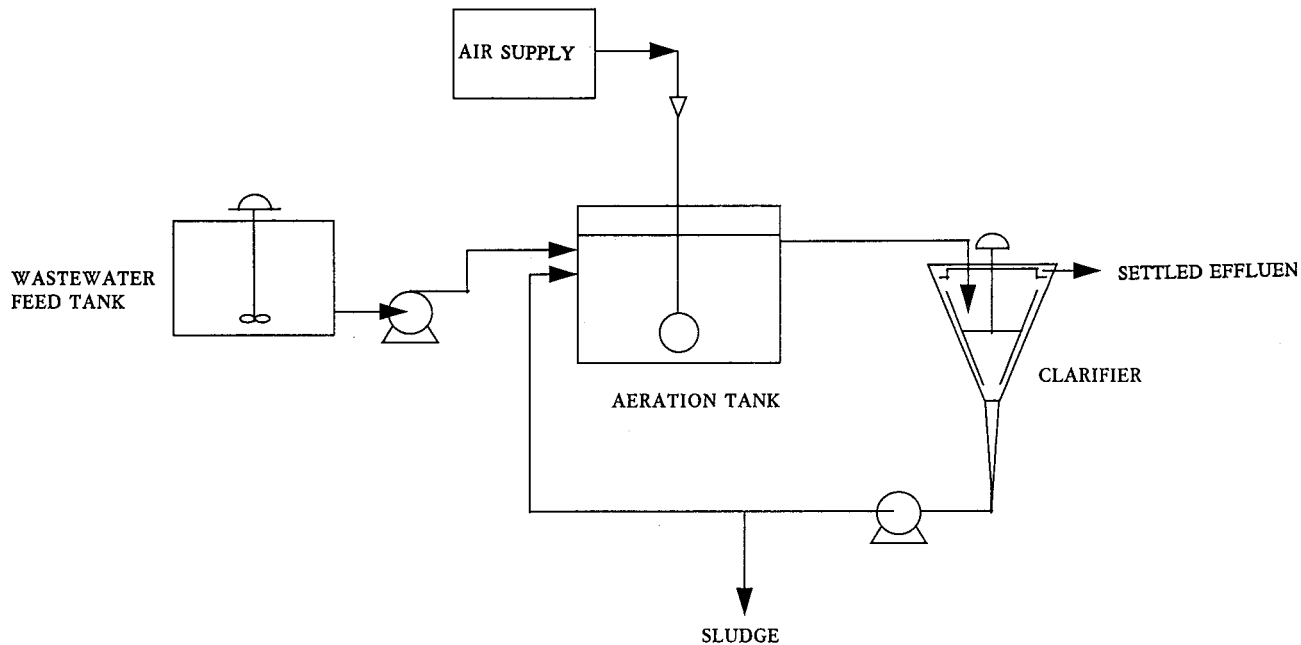 AIR SUPPLY
WASTEWATER
FEED TANK
SETTLED EFFLUEN
CLARIFIER
AERATION TANK
SLUDGE